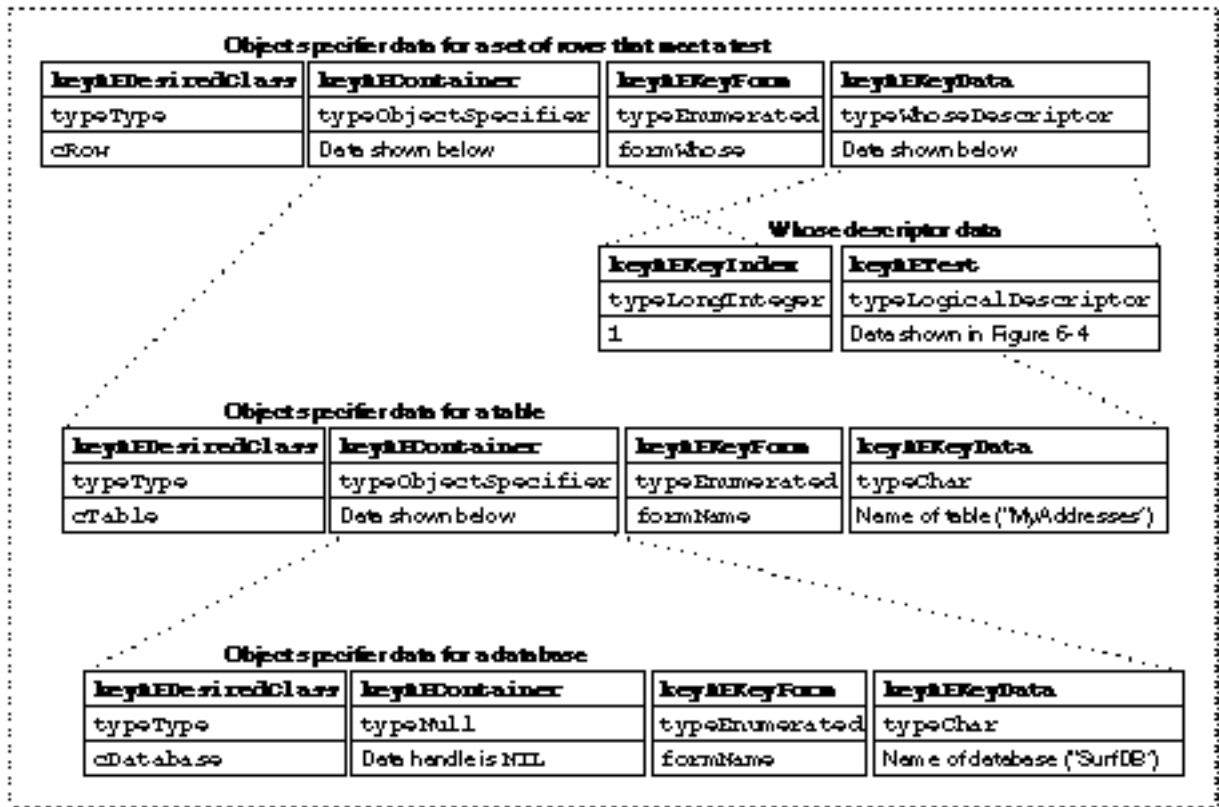 Object specifier data for a set of rows that meet a test
keyAEDesiredClass keyAEContainer keyAEKeyForm keyAEKeyData
typeType typeObjectSpecifier typeEnumerated typeWhoseDescriptor
cRow Data shown below formWhose Data shown below
Whose descriptor data
keyAEKeyIndex keyAETest
typeLongInteger typeLogicalDescriptor
1 Data shown in Figure 6-4
Object specifier data for a table
keyAEDesiredClass keyAEContainer keyAEKeyForm keyAEKeyData
typeType typeObjectSpecifier typeEnumerated typeChar
cTable Data shown below formName Name of table ("MyAddresses")
Object specifier data for a database
keyAEDesiredClass keyAEContainer keyAEKeyForm keyAEKeyData
typeType typeNull typeEnumerated typeChar
cDatabase Data handle is NIL formName Name of database ("SurfDB")